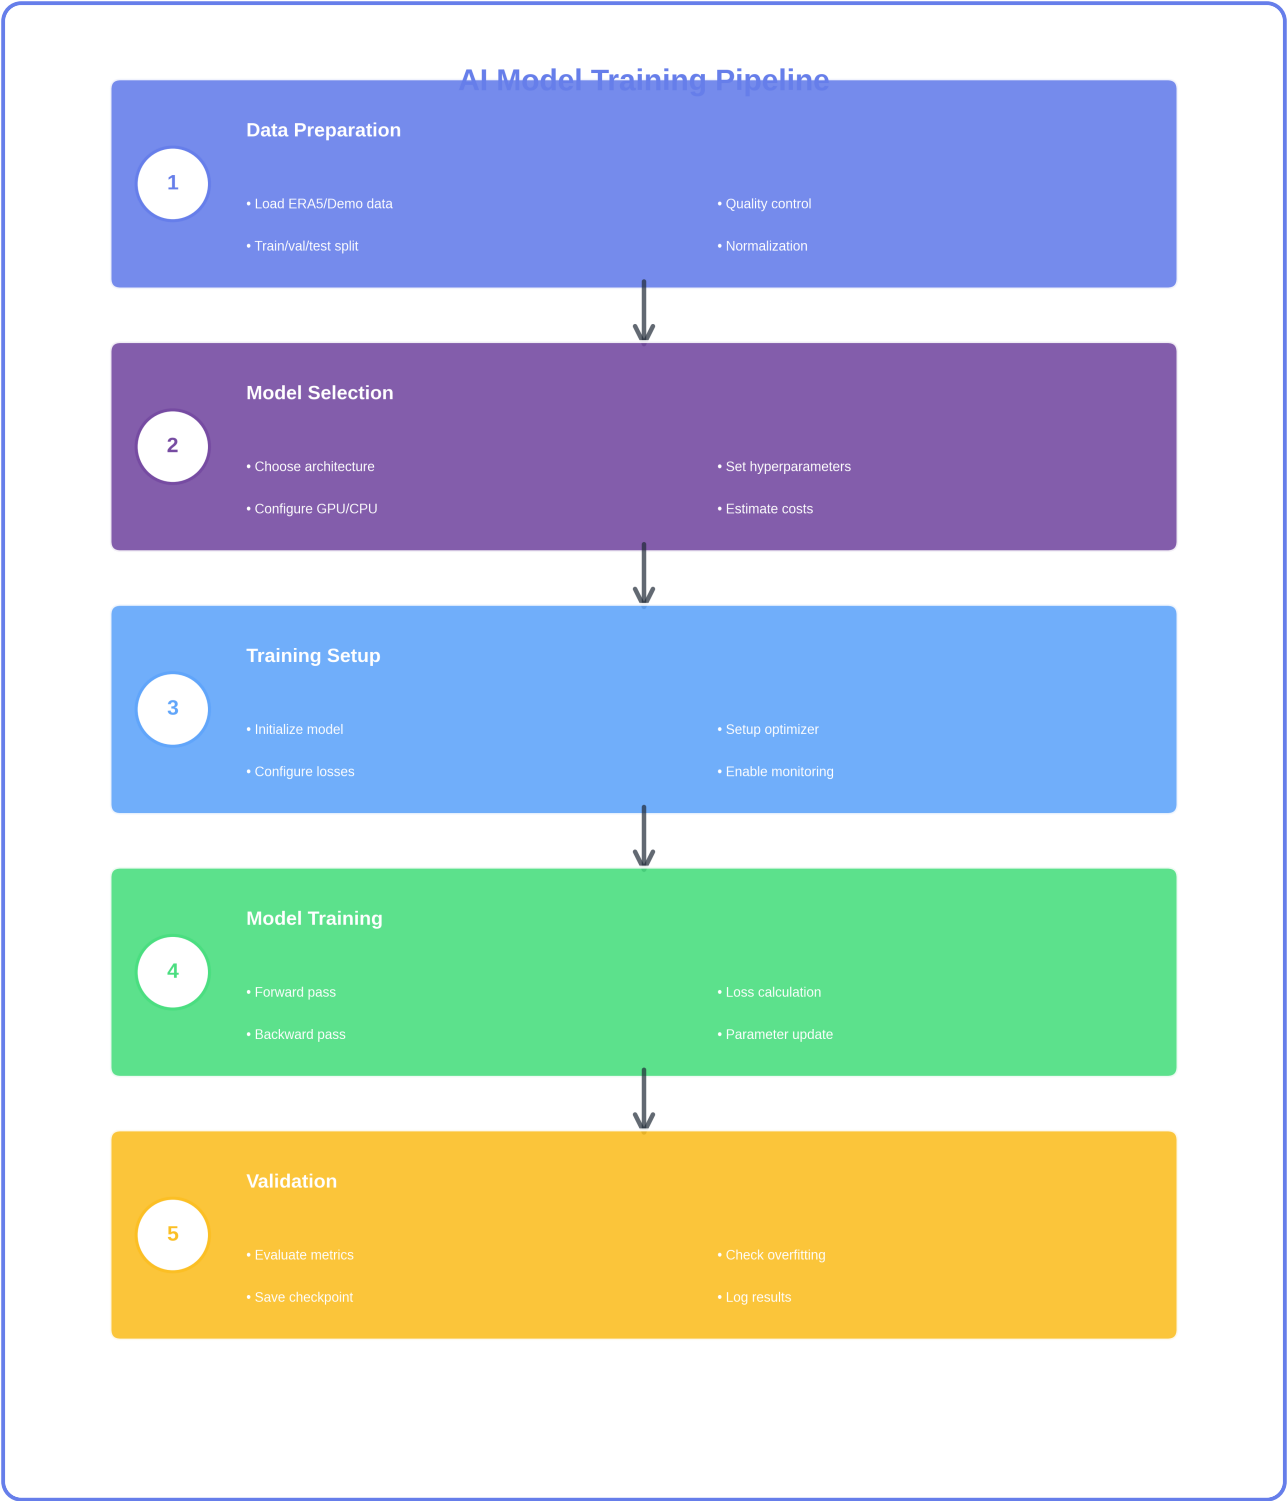 AI Model Training Pipeline
Data Preparation
1
• Load ERA5/Demo data
• Quality control
• Train/val/test split
• Normalization
Model Selection
2
• Choose architecture
• Set hyperparameters
• Configure GPU/CPU
• Estimate costs
Training Setup
3
• Initialize model
• Setup optimizer
• Configure losses
• Enable monitoring
Model Training
4
• Forward pass
• Loss calculation
• Backward pass
• Parameter update
Validation
5
• Evaluate metrics
• Check overfitting
• Save checkpoint
• Log results